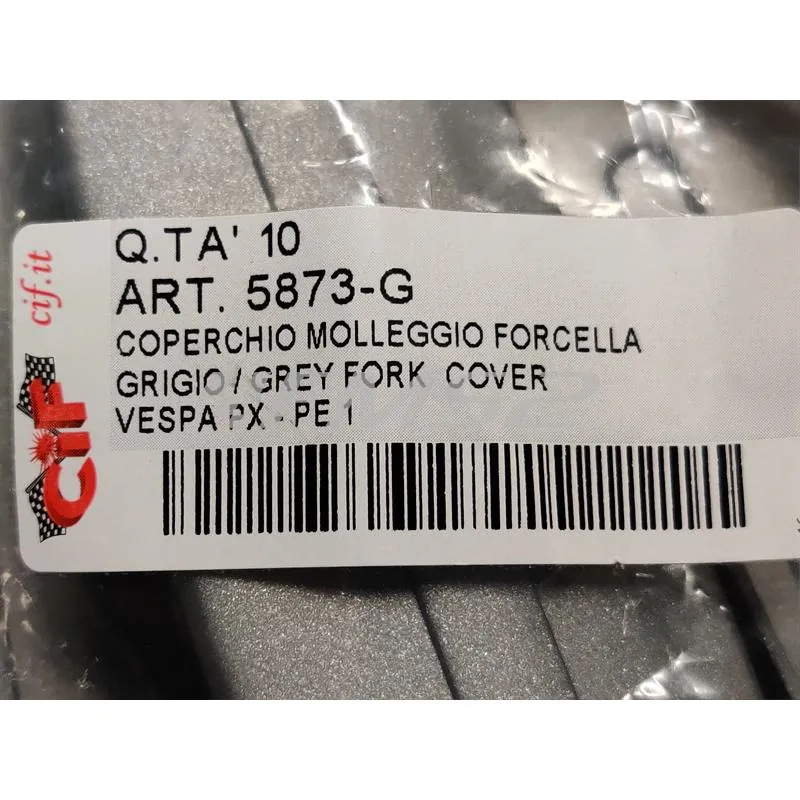 cif.it
CIF
Q.TA' 10
ART. 5873-G
COPERCHIO MOLLEGGIO FORCELLA
GRIGIO / GREY FORK COVER
VESPA PX - PE 1